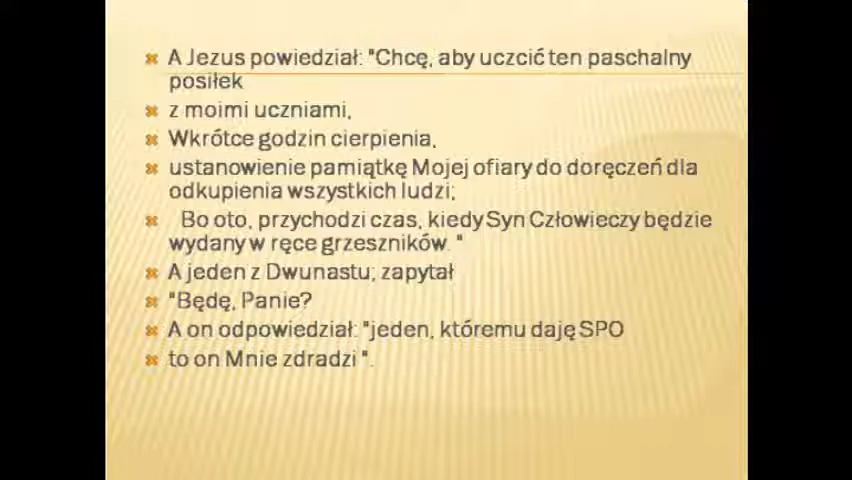 A Jezus powiedział: "Chcę, aby uczcić ten paschalny
posiłek
z moimi uczniami,
Wkrótce godzin cierpienia,
ustanowienie pamiątkę Mojej ofiary do doręczeń dla
odkupienia wszystkich ludzi;
Bo oto, przychodzi czas, kiedy Syn Człowieczy będzie
wydany w ręce grzeszników. "
A jeden z Dwunastu; zapytał
"Będę, Panie?
A on odpowiedział: "jeden, któremu daję SPO
to on Mnie zdradzi ".